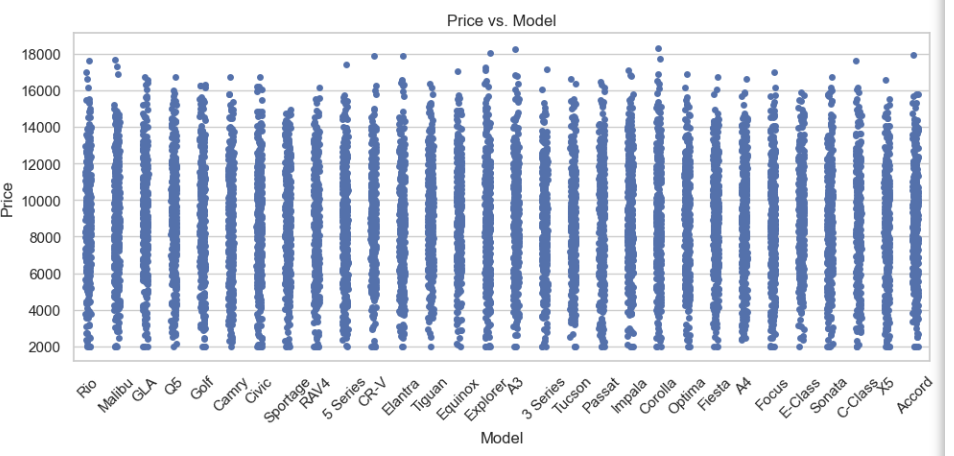 Price vs. Model
18000
16000
14000
12000
10000
8000
6000
4000
2000
Price
Rio
Malibu
GLA
Q5
Golf
Camry
Civic
Sportage
RAV4
5 Series
CR-V
Elantra
Tiguan
Equinox
Explorer
A3
3 Series
Tucson
Passat
Impala
Corolla
Optima
Fiesta
A4
Focus
E-Class
Sonata
C-Class
X5
Accord
Model